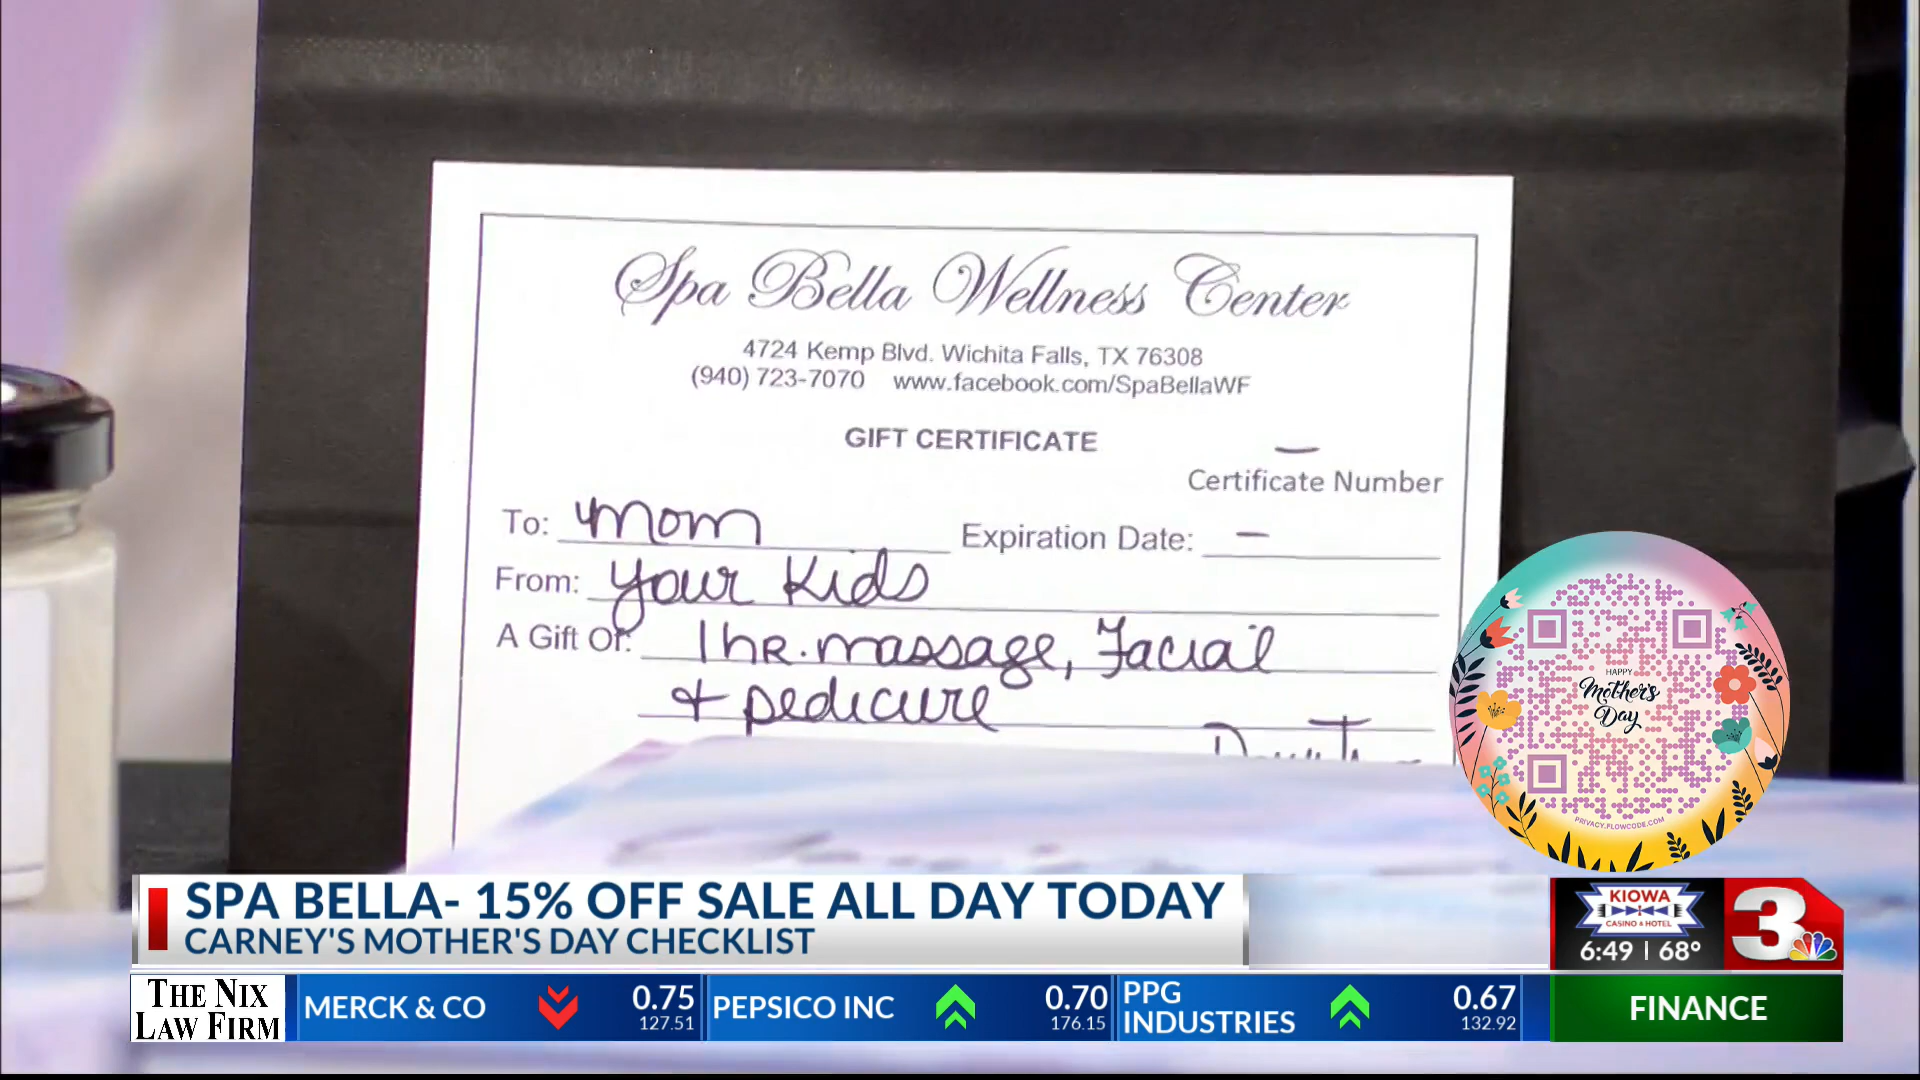 Spa Bella Wellness Center
4724 Kemp Blvd. Wichita Falls, TX 76308
(940) 723-7070 www.facebook.com/SpaBellaWF
GIFT CERTIFICATE
Certificate Number
To: mom
Expiration Date: —
From: your kids
A Gift Of: 1 hr. massage, Facial
+ pedicure
HAPPY
Mother's
Day
PRIVACY.FLOWCODE.COM
SPA BELLA- 15% OFF SALE ALL DAY TODAY
CARNEY'S MOTHER'S DAY CHECKLIST
KIOWA
CASINO & HOTEL
6:49 | 68°
3
THE NIX
LAW FIRM
MERCK & CO 0.75
127.51
PEPSICO INC 0.70
176.15
PPG
INDUSTRIES 0.67
132.92
FINANCE